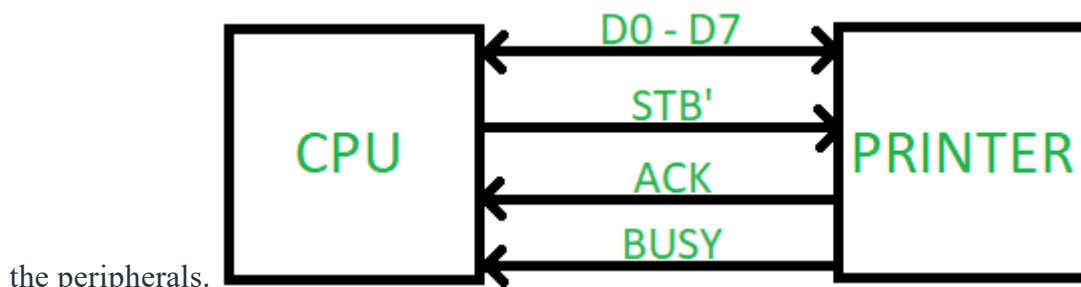 D0 - D7
STB'
CPU
PRINTER
ACK
BUSY
the peripherals.